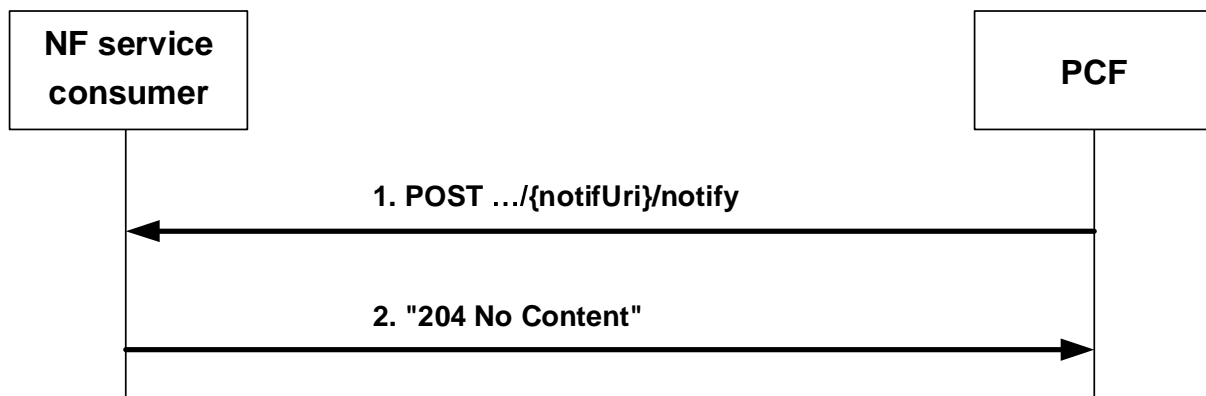 NF service
consumer
PCF
1. POST …/{notifUri}/notify
2. "204 No Content"